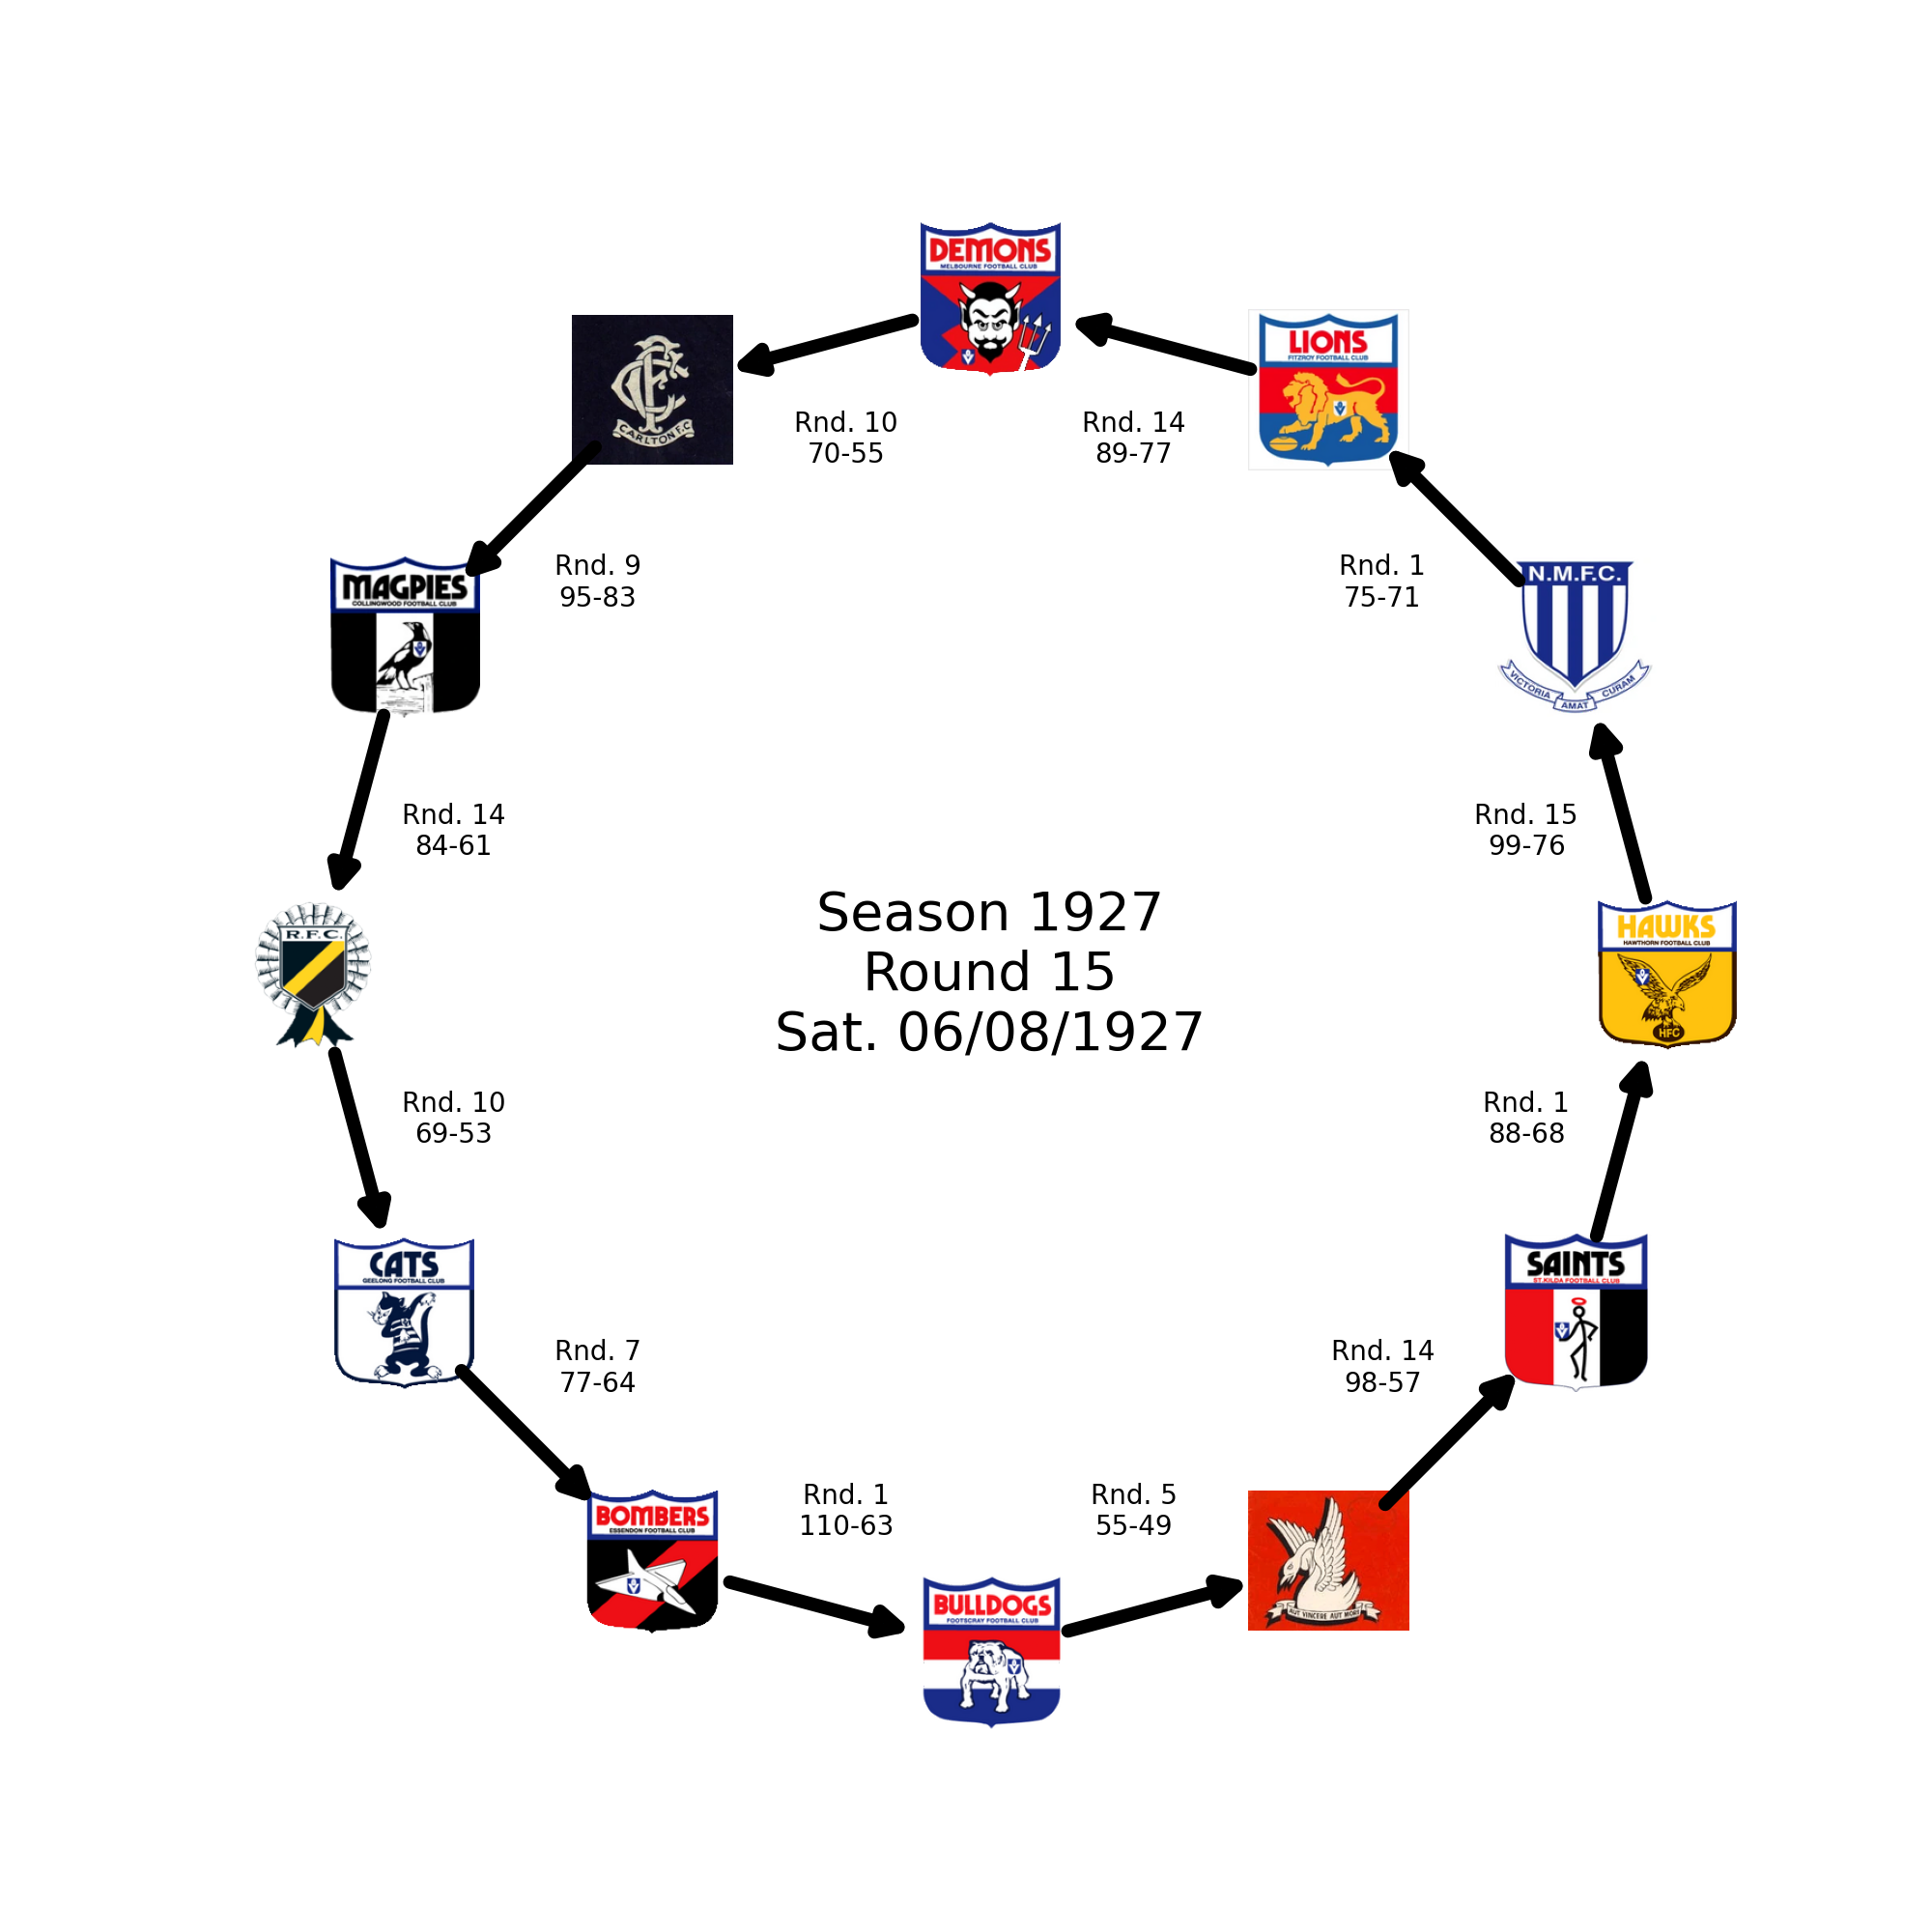 DEMONS
MELBOURNE FOOTBALL CLUB
LIONS
FITZROY FOOTBALL CLUB
CFC
CARLTON F.C
Rnd. 10
70-55
Rnd. 14
89-77
MAGPIES
COLLINGWOOD FOOTBALL CLUB
Rnd. 9
95-83
Rnd. 1
75-71
N.M.F.C.
VICTORIA
AMAT
CURAM
Rnd. 14
84-61
Rnd. 15
99-76
R.F.C.
Season 1927
Round 15
Sat. 06/08/1927
HAWKS
HAWTHORN FOOTBALL CLUB
HFC
Rnd. 10
69-53
Rnd. 1
88-68
CATS
GEELONG FOOTBALL CLUB
SAINTS
ST.KILDA FOOTBALL CLUB
Rnd. 7
77-64
Rnd. 14
98-57
BOMBERS
ESSENDON FOOTBALL CLUB
Rnd. 1
110-63
Rnd. 5
55-49
BULLDOGS
FOOTSCRAY FOOTBALL CLUB
AUT VINCERE AUT MORI